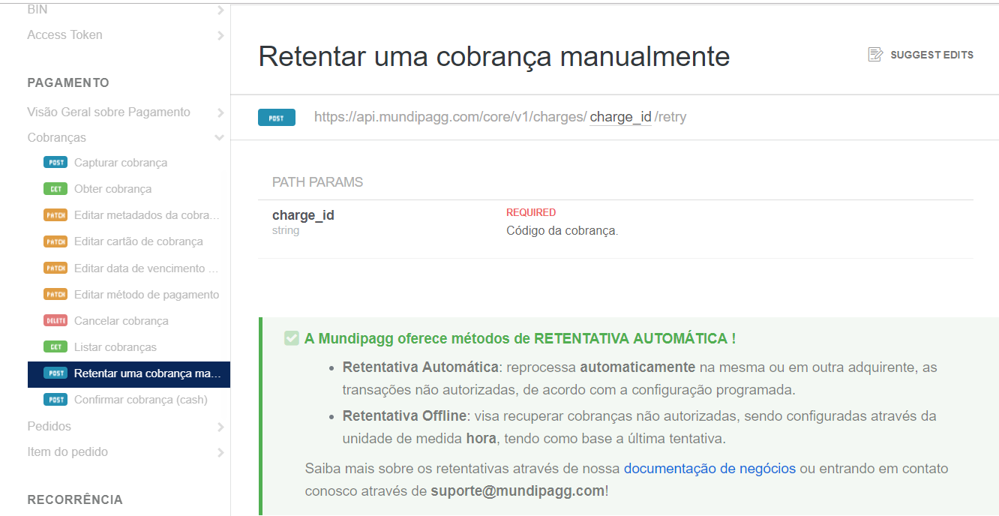 BIN
Access Token
PAGAMENTO
Visão Geral sobre Pagamento
Cobranças
POST Capturar cobrança
GET Obter cobrança
PATCH Editar metadados da cobra...
PATCH Editar cartão de cobrança
PATCH Editar data de vencimento ...
PATCH Editar método de pagamento
DELETE Cancelar cobrança
GET Listar cobranças
POST Retentar uma cobrança ma...
POST Confirmar cobrança (cash)
Pedidos
Item do pedido
RECORRÊNCIA
Retentar uma cobrança manualmente
SUGGEST EDITS
POST https://api.mundipagg.com/core/v1/charges/ charge_id /retry
PATH PARAMS
charge_id
string
REQUIRED
Código da cobrança.
A Mundipagg oferece métodos de RETENTATIVA AUTOMÁTICA !
• Retentativa Automática: reprocessa automaticamente na mesma ou em outra adquirente, as
transações não autorizadas, de acordo com a configuração programada.
• Retentativa Offline: visa recuperar cobranças não autorizadas, sendo configuradas através da
unidade de medida hora, tendo como base a última tentativa.
Saiba mais sobre os retentativas através de nossa documentação de negócios ou entrando em contato
conosco através de suporte@mundipagg.com!